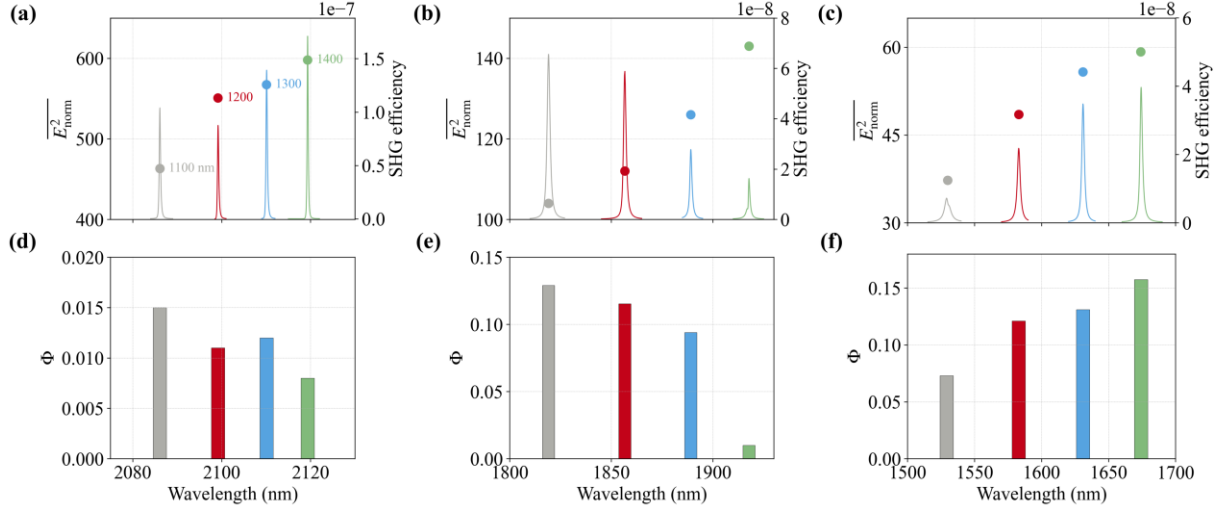 (a)
1e−7
600
500
400
E²norm
1.5
1.0
0.5
0.0
SHG efficiency
1100 nm
1200
1300
1400
(b)
1e−8
140
120
100
E²norm
8
6
4
2
0
SHG efficiency
(c)
1e−8
60
45
30
E²norm
6
4
2
0
SHG efficiency
(d)
0.020
0.015
0.010
0.005
0.000
Φ
2080
2100
2120
Wavelength (nm)
(e)
0.15
0.10
0.05
0.00
Φ
1800
1850
1900
Wavelength (nm)
(f)
0.15
0.10
0.05
0.00
Φ
1500
1550
1600
1650
1700
Wavelength (nm)